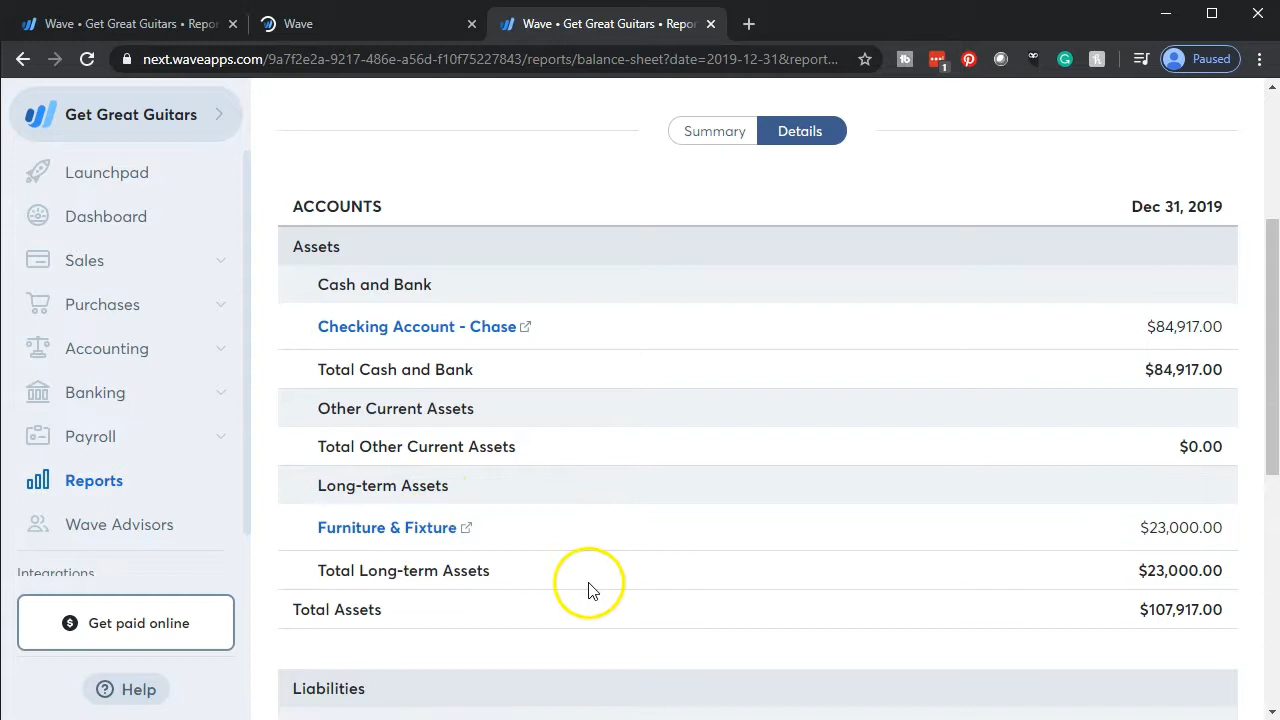 Wave • Get Great Guitars • Repor
Wave
Wave • Get Great Guitars • Repor
next.waveapps.com/9a7f2e2a-9217-486e-a56d-f10f75227843/reports/balance-sheet?date=2019-12-31&report...
1
Paused
Get Great Guitars
Launchpad
Dashboard
Sales
Purchases
Accounting
Banking
Payroll
Reports
Wave Advisors
Integrations
$ Get paid online
? Help
Summary Details
ACCOUNTS Dec 31, 2019
Assets
Cash and Bank
Checking Account - Chase $84,917.00
Total Cash and Bank $84,917.00
Other Current Assets
Total Other Current Assets $0.00
Long-term Assets
Furniture & Fixture $23,000.00
Total Long-term Assets $23,000.00
Total Assets $107,917.00
Liabilities